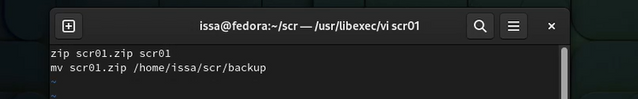 issa@fedora:~/scr — /usr/libexec/vi scr01
zip scr01.zip scr01
mv scr01.zip /home/issa/scr/backup
~
~